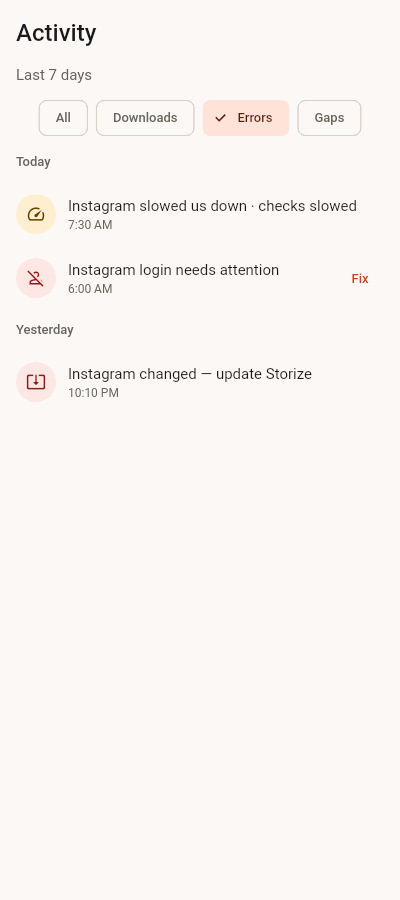 Activity
Last 7 days
All
Downloads
Errors
Gaps
Today
Instagram slowed us down · checks slowed
7:30 AM
Instagram login needs attention
6:00 AM
Fix
Yesterday
Instagram changed — update Storize
10:10 PM